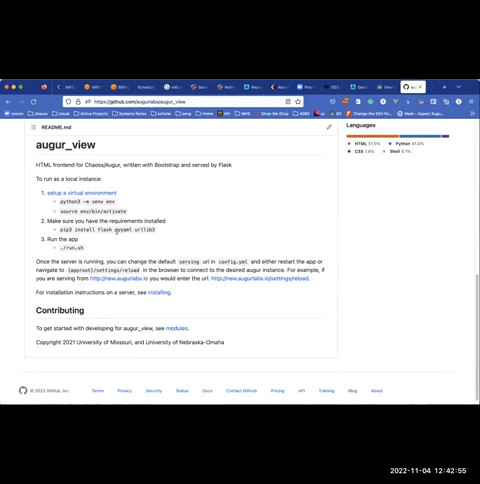 https://github.com/augurlabs/augur_view
README.md
augur_view
HTML frontend for Chaoss/Augur, written with Bootstrap and served by Flask
To run as a local instance:
1. setup a virtual environment
python3 -m venv env
source env/bin/activate
2. Make sure you have the requirements installed
pip3 install flask pyyaml urllib3
3. Run the app
./run.sh
Once the server is running, you can change the default serving url in config.yml and either restart the app or
navigate to [approot]/settings/reload in the browser to connect to the desired augur instance. For example, if
you are serving from http://new.augurlabs.io you would enter the url: http://new.augurlabs.io/settings/reload.
For installation instructions on a server, see installing.
Contributing
To get started with developing for augur_view, see modules.
Copyright 2021 University of Missouri, and University of Nebraska-Omaha
Languages
HTML 51.5% Python 41.0%
CSS 7.4% Shell 0.1%
© 2022 GitHub, Inc. Terms Privacy Security Status Docs Contact GitHub Pricing API Training Blog About
2022-11-04 12:42:55